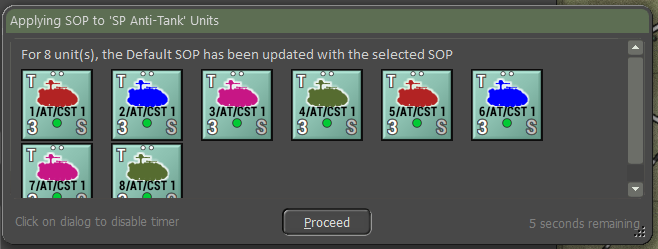 Applying SOP to 'SP Anti-Tank' Units
For 8 unit(s), the Default SOP has been updated with the selected SOP
T T T T T T
1/AT/CST 1 2/AT/CST 1 3/AT/CST 1 4/AT/CST 1 5/AT/CST 1 6/AT/CST 1
3 S 3 S 3 S 3 S 3 S 3 S
T T
7/AT/CST 1 8/AT/CST 1
Click on dialog to disable timer
Proceed
5 seconds remaining